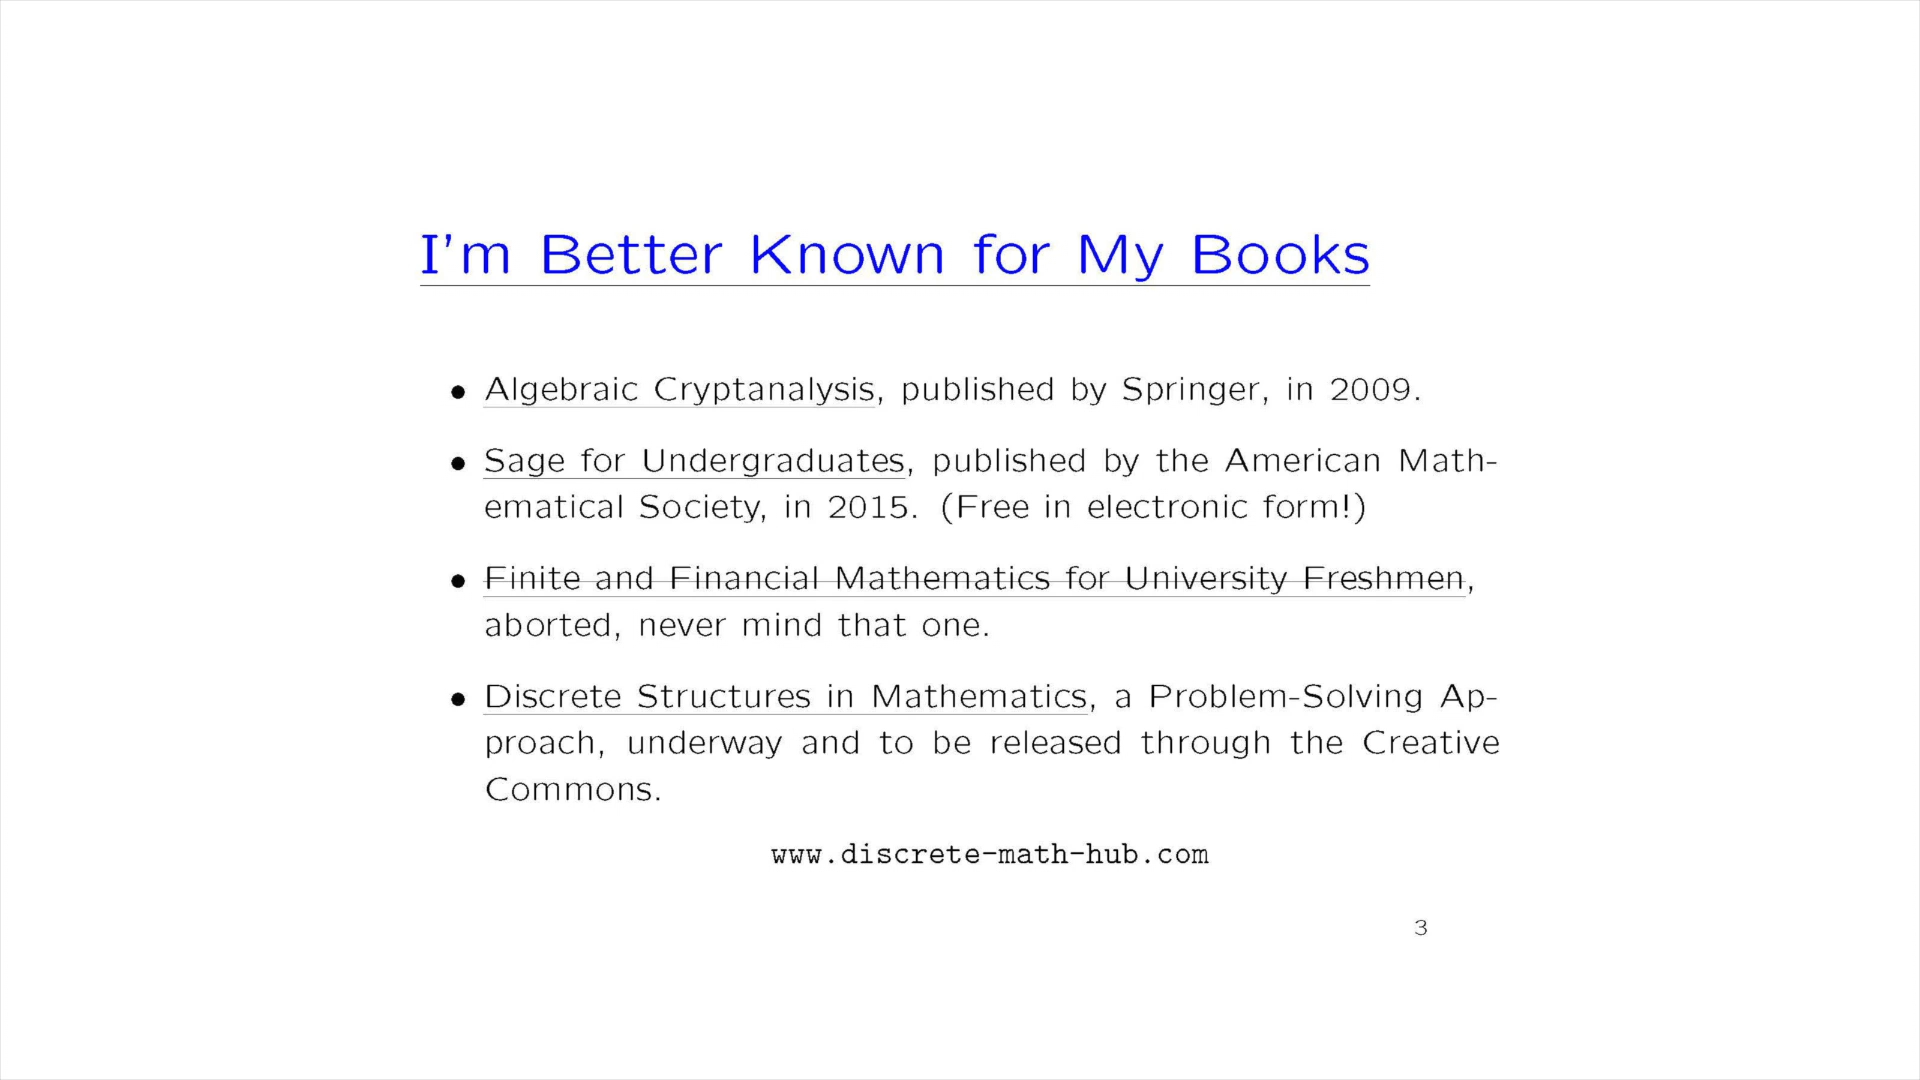 I'm Better Known for My Books
• Algebraic Cryptanalysis, published by Springer, in 2009.
• Sage for Undergraduates, published by the American Math-
ematical Society, in 2015. (Free in electronic form!)
• Finite and Financial Mathematics for University Freshmen,
aborted, never mind that one.
• Discrete Structures in Mathematics, a Problem-Solving Ap-
proach, underway and to be released through the Creative
Commons.
www.discrete-math-hub.com
3